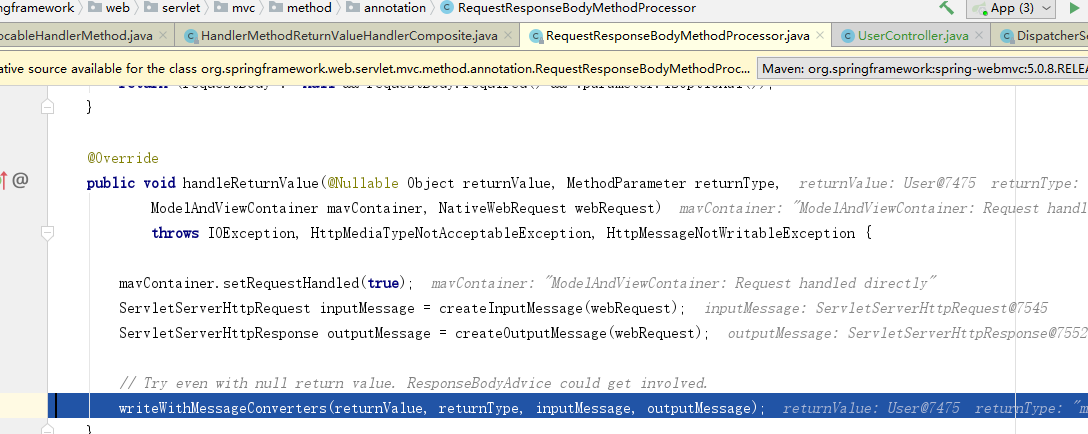 ngframework web servlet mvc method annotation RequestResponseBodyMethodProcessor App (3)
ocableHandlerMethod.java HandlerMethodReturnValueHandlerComposite.java RequestResponseBodyMethodProcessor.java UserController.java DispatcherSe
ative source available for the class org.springframework.web.servlet.mvc.method.annotation.RequestResponseBodyMethodProc... Maven: org.springframework:spring-webmvc:5.0.8.RELEA
}
@Override
public void handleReturnValue(@Nullable Object returnValue, MethodParameter returnType, returnValue: User@7475 returnType:
ModelAndViewContainer mavContainer, NativeWebRequest webRequest) mavContainer: "ModelAndViewContainer: Request handl
throws IOException, HttpMediaTypeNotAcceptableException, HttpMessageNotWritableException {
mavContainer.setRequestHandled(true); mavContainer: "ModelAndViewContainer: Request handled directly"
ServletServerHttpRequest inputMessage = createInputMessage(webRequest); inputMessage: ServletServerHttpRequest@7545
ServletServerHttpResponse outputMessage = createOutputMessage(webRequest); outputMessage: ServletServerHttpResponse@7552
// Try even with null return value. ResponseBodyAdvice could get involved.
writeWithMessageConverters(returnValue, returnType, inputMessage, outputMessage); returnValue: User@7475 returnType: "m
}